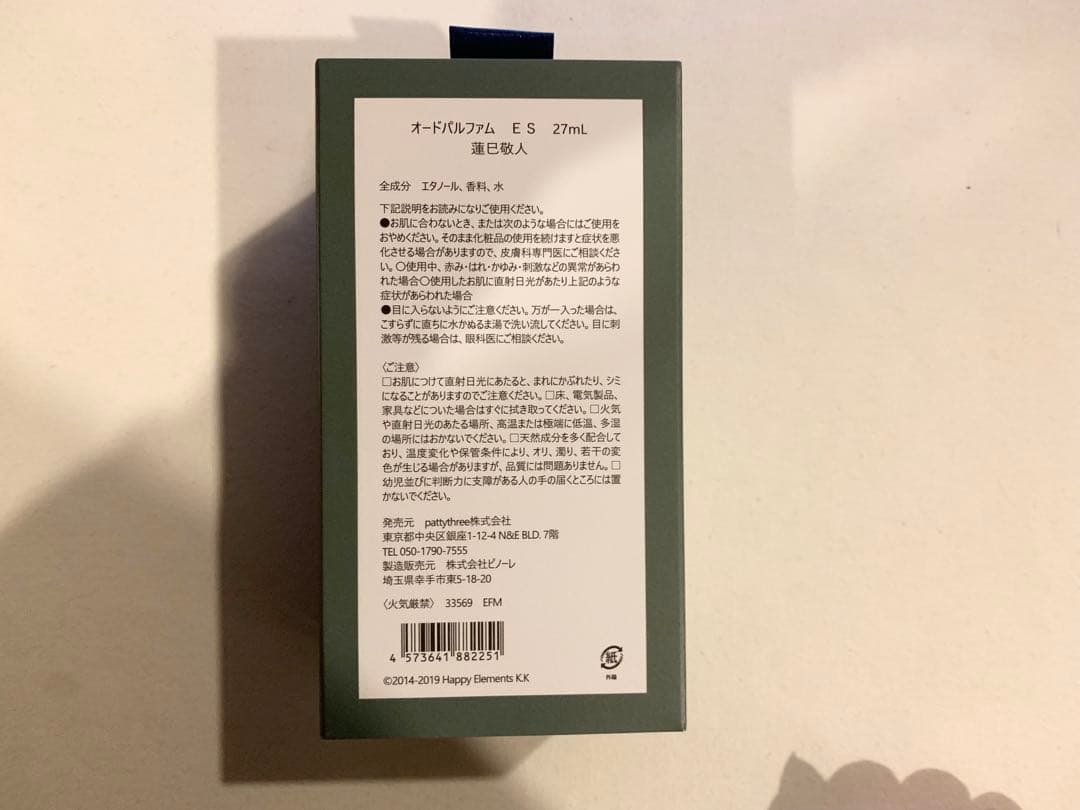 オードパルファム ES 27mL
蓮巳敬人
全成分 エタノール、香料、水
下記説明をお読みになりご使用ください。
●お肌に合わないとき、または次のような場合にはご使用を
おやめください。そのまま化粧品の使用を続けますと症状を悪
化させる場合がありますので、皮膚科専門医にご相談くださ
い。○使用中、赤み・はれ・かゆみ・刺激などの異常があらわ
れた場合○使用したお肌に直射日光があたり上記のような
症状があらわれた場合
●目に入らないようにご注意ください。万が一入った場合は、
こすらずに直ちに水かぬるま湯で洗い流してください。目に刺
激等が残る場合は、眼科医にご相談ください。
〈ご注意〉
□お肌につけて直射日光にあたると、まれにかぶれたり、シミ
になることがありますのでご注意ください。□床、電気製品、
家具などについた場合はすぐに拭き取ってください。□火気
や直射日光のあたる場所、高温または極端に低温、多湿
の場所にはおかないでください。□天然成分を多く配合して
おり、温度変化や保管条件により、オリ、濁り、若干の変
色が生じる場合がありますが、品質には問題ありません。□
幼児並びに判断力に支障がある人の手の届くところには置
かないでください。
発売元 pattythree株式会社
東京都中央区銀座1-12-4 N&E BLD. 7階
TEL 050-1790-7555
製造販売元 株式会社ピノーレ
埼玉県幸手市東5-18-20
〈火気厳禁〉 33569 EFM
4 573641 882251
©2014-2019 Happy Elements K.K
紙
外箱